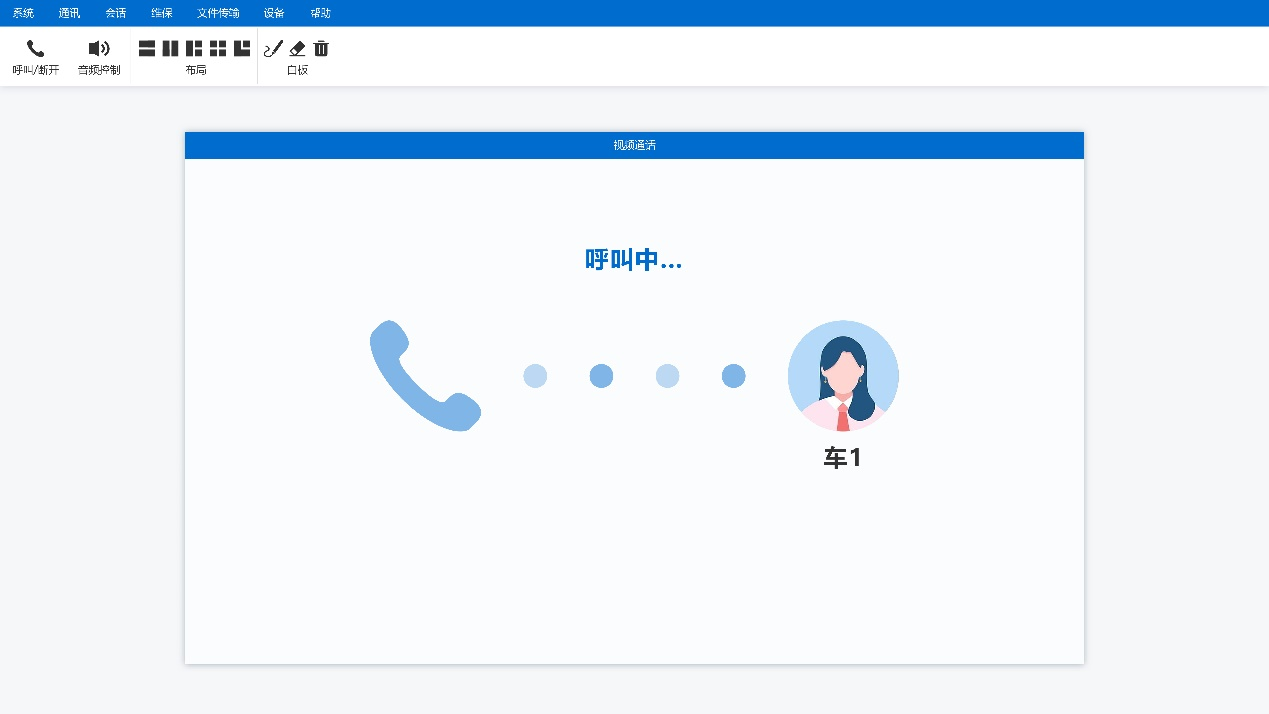 系统 通讯 会话 维保 文件传输 设备 帮助
呼叫/断开 音频控制 布局 白板
视频通话
呼叫中...
车1